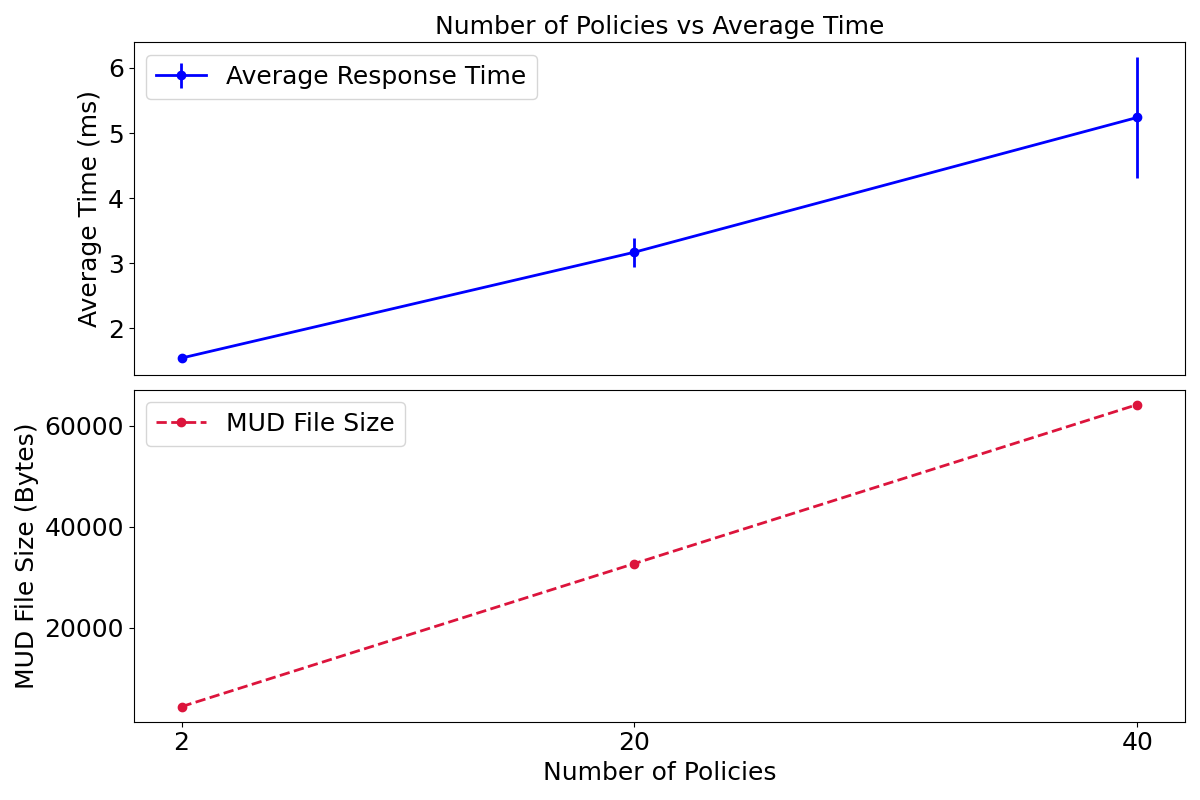 Number of Policies vs Average Time
Average Response Time
Average Time (ms)
6
5
4
3
2
MUD File Size
MUD File Size (Bytes)
60000
40000
20000
2 20 40
Number of Policies